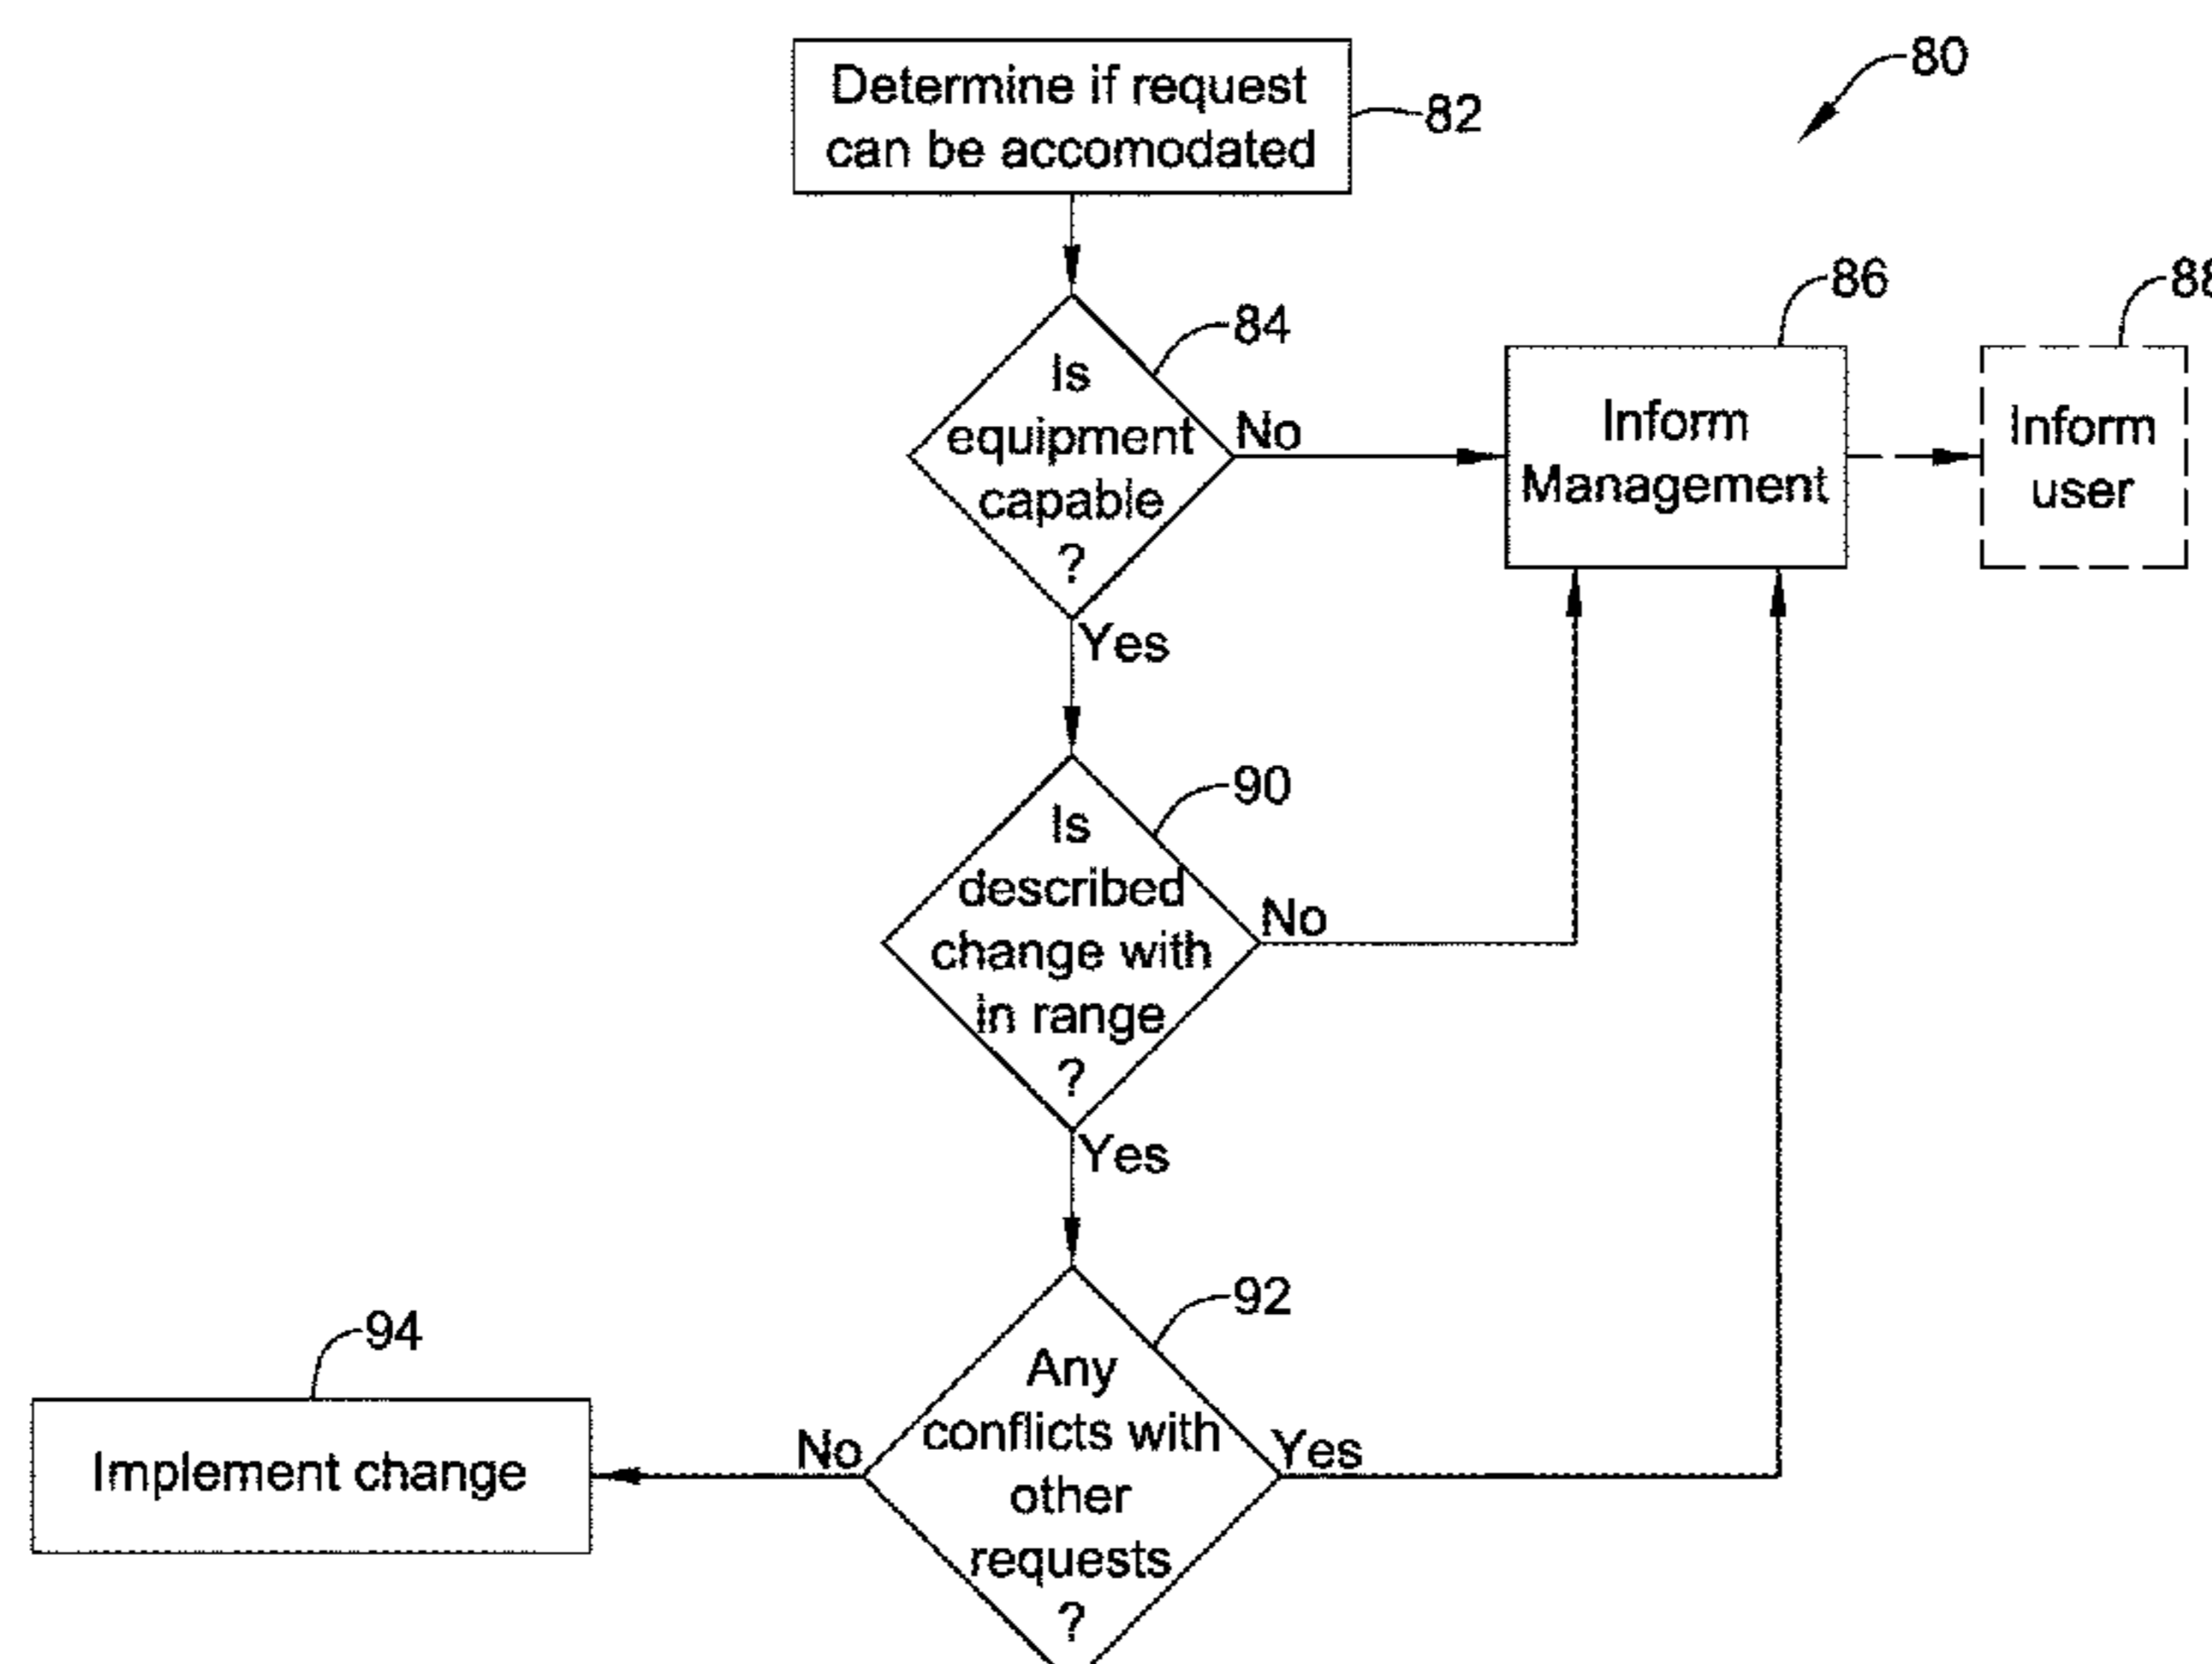 Determine if request
can be accomodated
82
80
Is
equipment
capable
?
84
No
Yes
Inform
Management
86
Inform
user
88
Is
described
change with
in range
?
90
No
Yes
Any
conflicts with
other
requests
?
92
No
Yes
Implement change
94